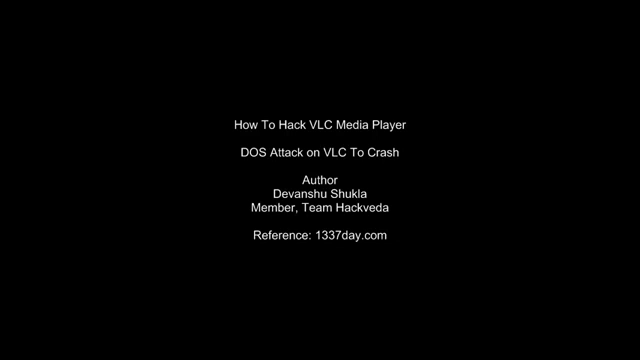 How To Hack VLC Media Player
DOS Attack on VLC To Crash
Author
Devanshu Shukla
Member, Team Hackveda
Reference: 1337day.com